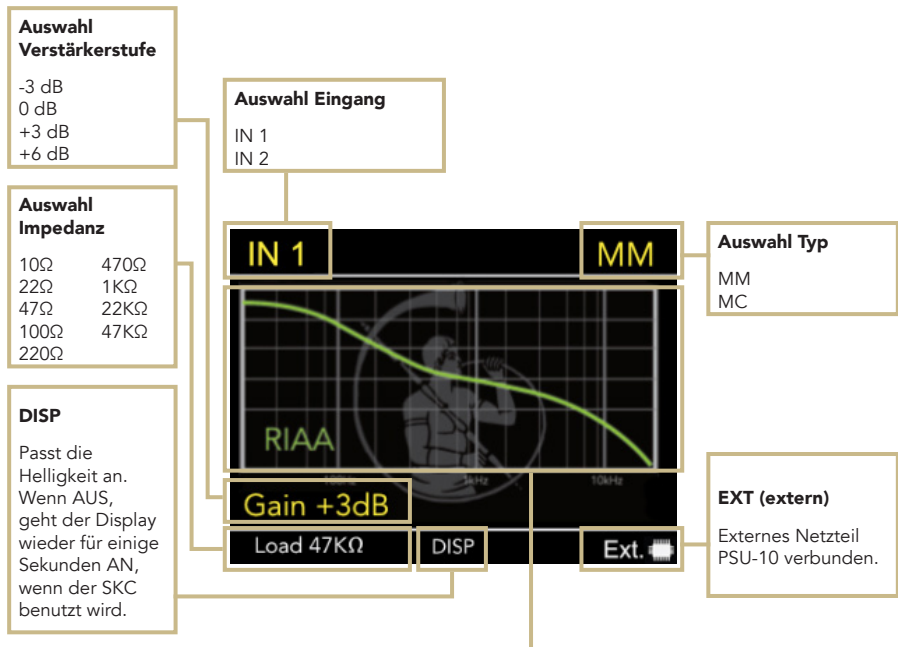 Auswahl
Verstärkerstufe
-3 dB
0 dB
+3 dB
+6 dB
Auswahl Eingang
IN 1
IN 2
Auswahl
Impedanz
10Ω 470Ω
22Ω 1KΩ
47Ω 22KΩ
100Ω 47KΩ
220Ω
DISP
Passt die
Helligkeit an.
Wenn AUS,
geht der Display
wieder für einige
Sekunden AN,
wenn der SKC
benutzt wird.
IN 1 MM
RIAA
100Hz 1kHz 10kHz
Gain +3dB
Load 47KΩ DISP Ext.
Auswahl Typ
MM
MC
EXT (extern)
Externes Netzteil
PSU-10 verbunden.